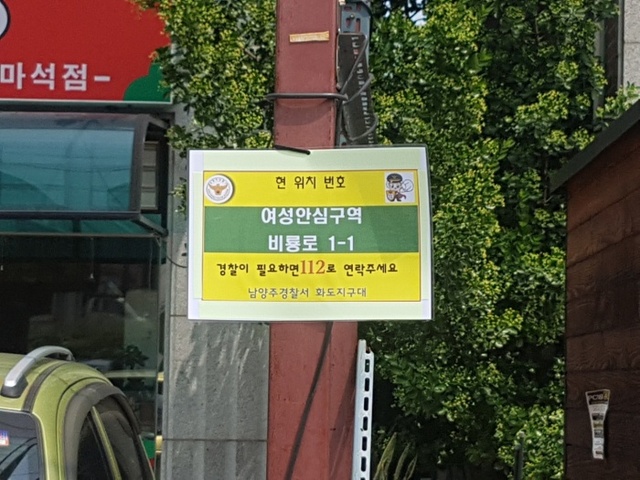 마석점-
현 위치 번호
여성안심구역
비룡로 1-1
경찰이 필요하면112로 연락주세요
남양주경찰서 화도지구대